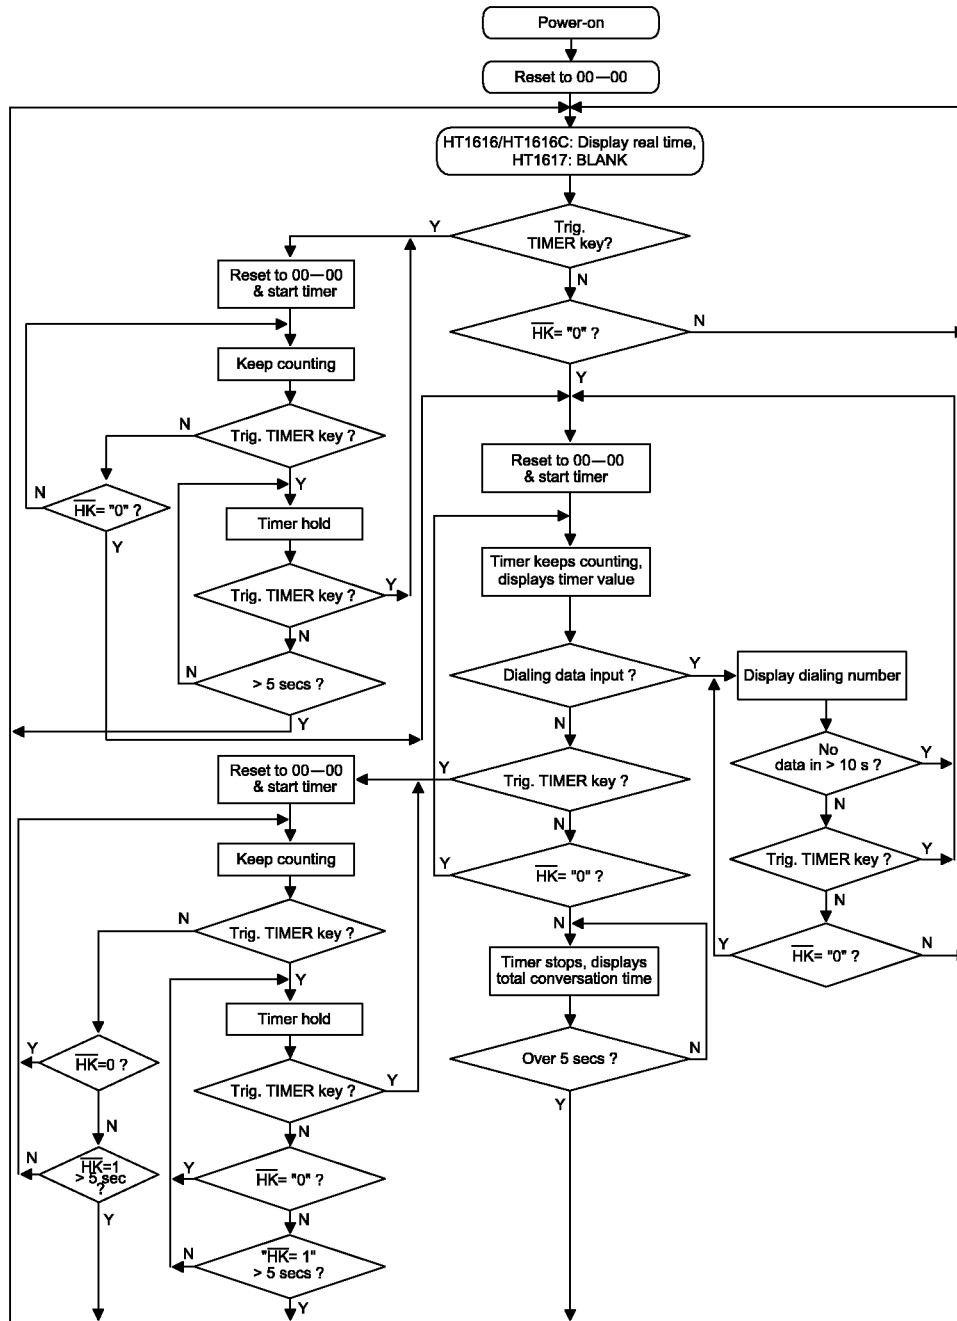 Power-on
Reset to 00—00
HT1616/HT1616C: Display real time,
HT1617: BLANK
Y
Trig.
TIMER key?
N
Reset to 00—00
& start timer
HK= "0" ?
N
Y
Keep counting
N
Trig. TIMER key ?
Y
Reset to 00—00
& start timer
N
HK= "0" ?
Y
Timer hold
Timer keeps counting,
displays timer value
Trig. TIMER key ?
Y
N
N
> 5 secs ?
Y
Dialing data input ?
Y
N
Display dialing number
No
data in > 10 s ?
Y
N
Reset to 00—00
& start timer
Y
Trig. TIMER key ?
N
Trig. TIMER key ?
Y
N
Keep counting
Y
HK= "0" ?
N
N
Trig. TIMER key ?
Y
Y
HK= "0" ?
N
Timer stops, displays
total conversation time
Timer hold
Over 5 secs ?
N
Y
Y
HK=0 ?
N
Trig. TIMER key ?
Y
N
N
HK=1
> 5 sec
?
Y
Y
HK= "0" ?
N
N
"HK= 1"
> 5 secs ?
Y